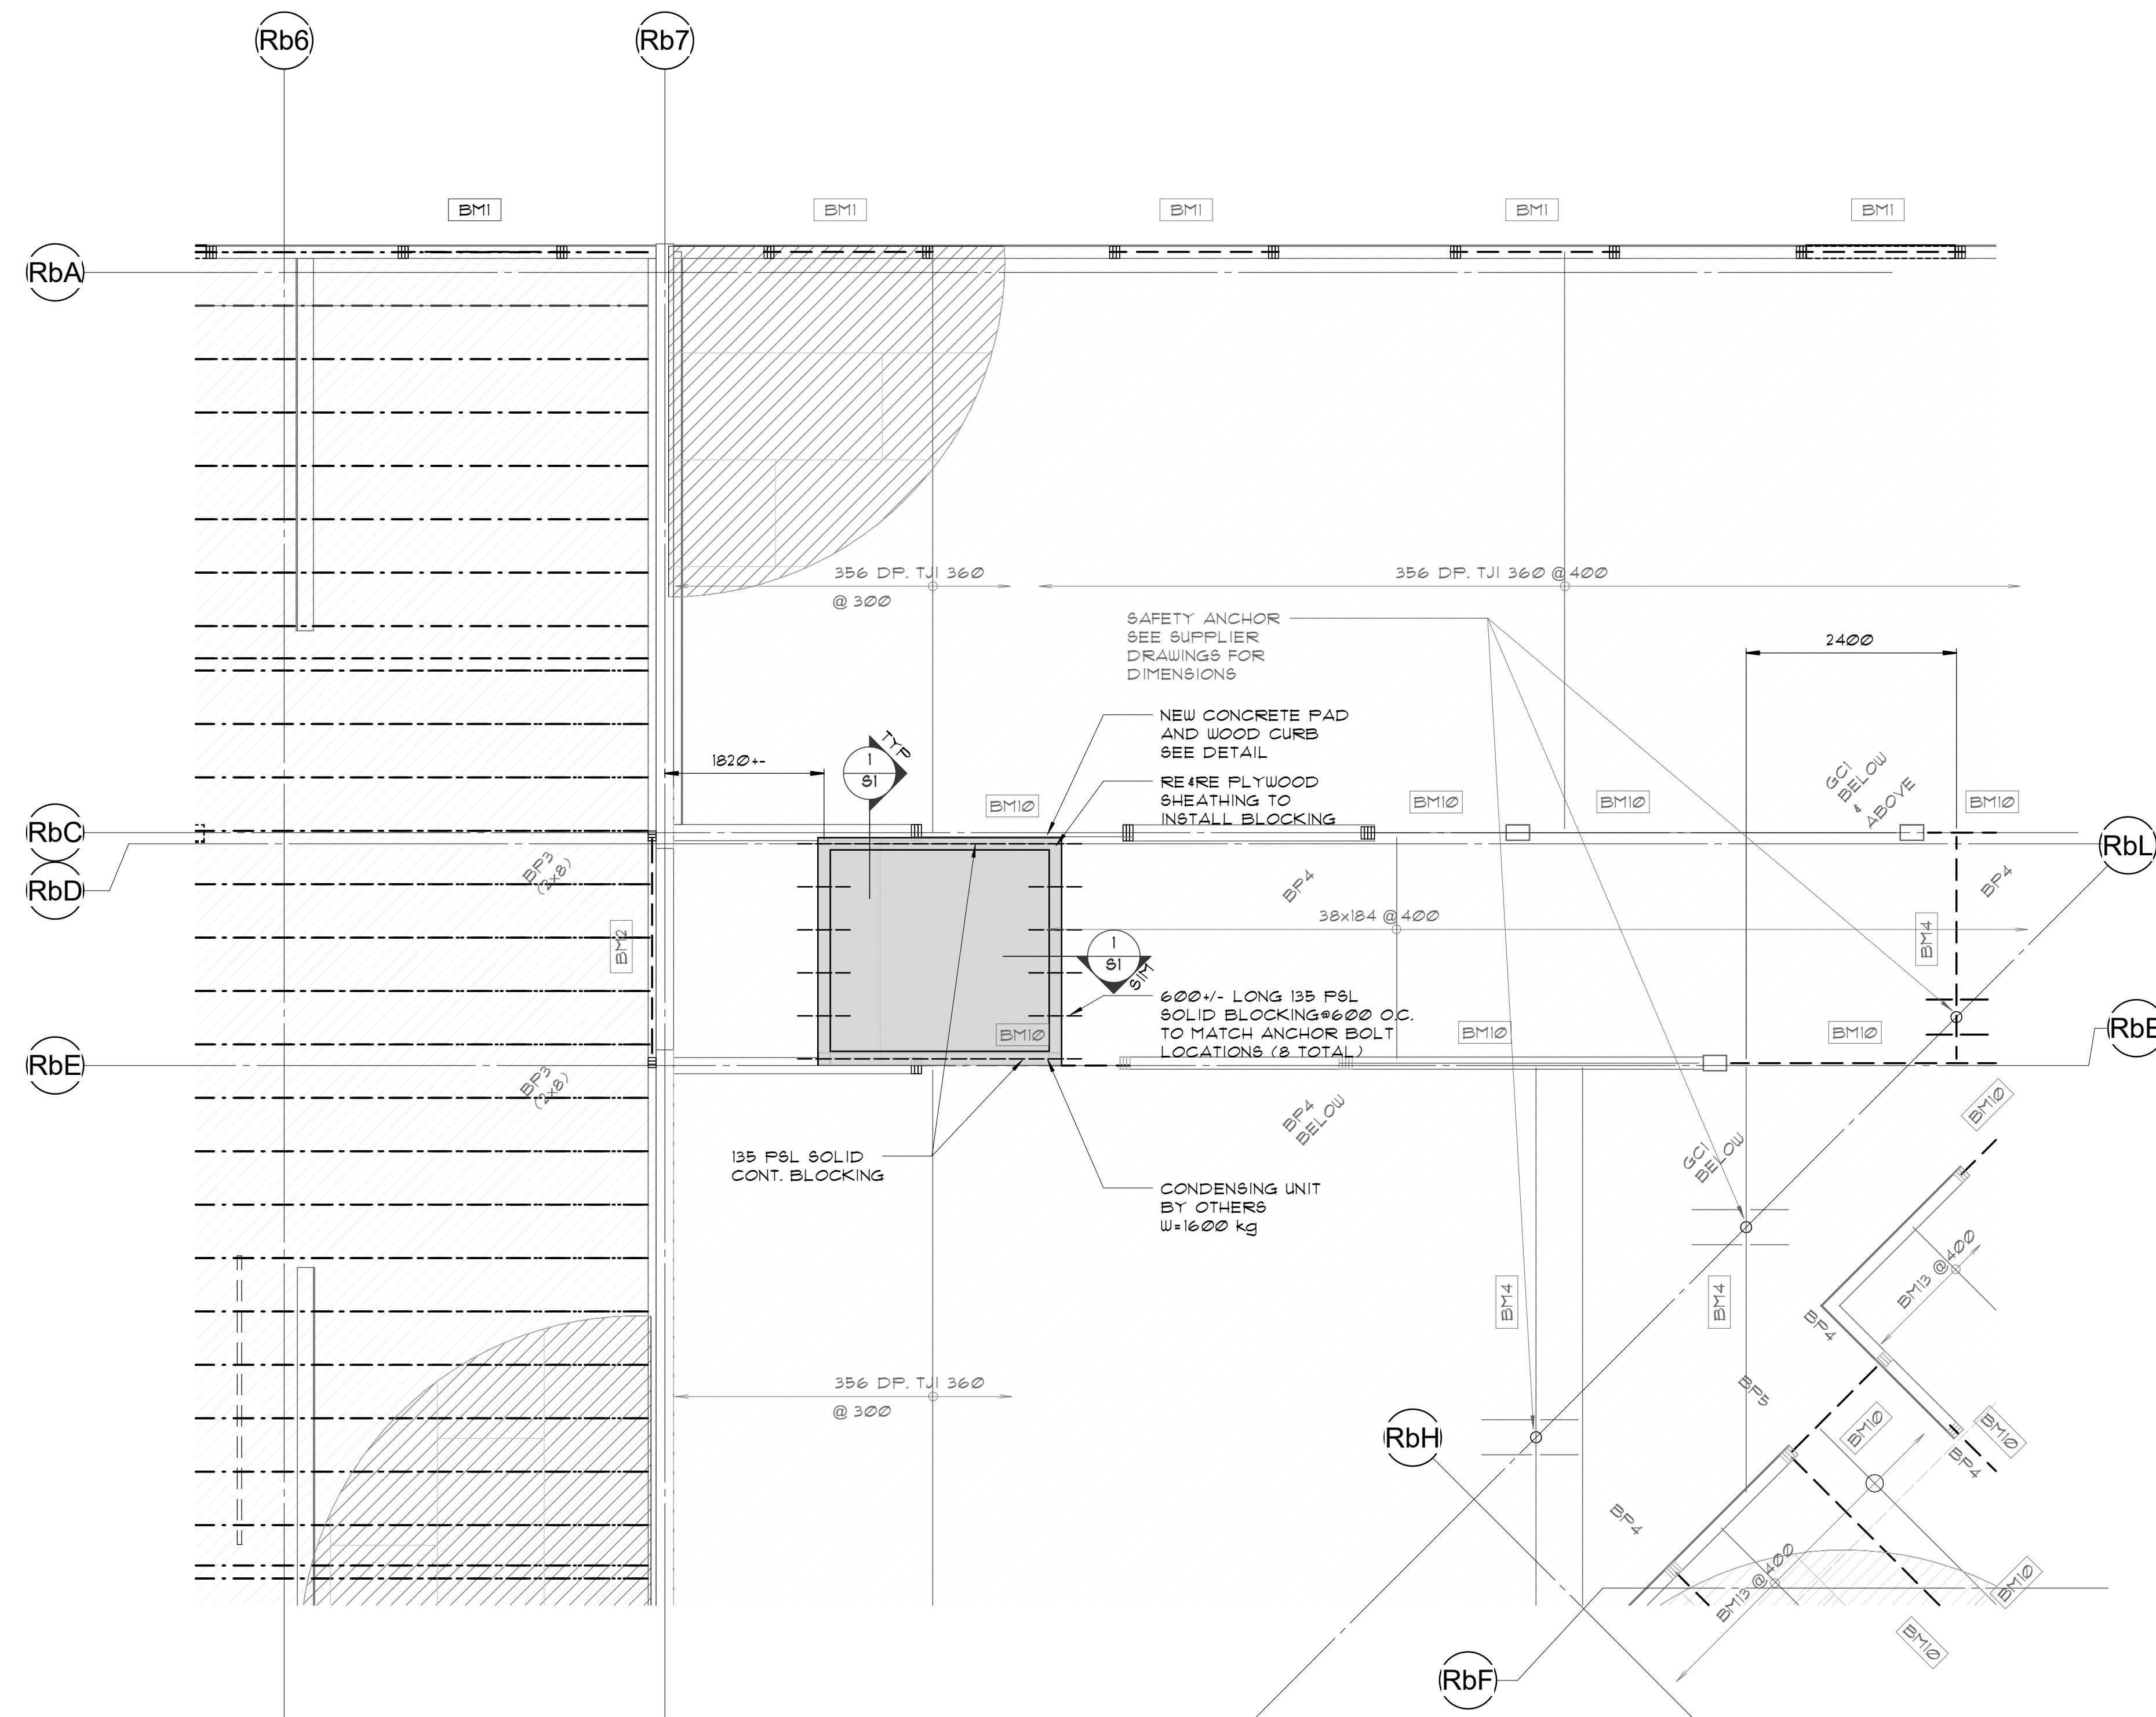 Rb6
Rb7
BM1
BM1
BM1
BM1
BM1
RbA
356 DP. TJI 360
@ 300
356 DP. TJI 360 @ 400
SAFETY ANCHOR
SEE SUPPLIER
DRAWINGS FOR
DIMENSIONS
2400
NEW CONCRETE PAD
AND WOOD CURB
SEE DETAIL
1820+-
1
S1
TYP
RE&RE PLYWOOD
SHEATHING TO
INSTALL BLOCKING
BM10
BM10
BM10
GC1
BELOW
& ABOVE
BM10
RbC
RbD
RbL
BP3
(2x8)
BP4
BP4
38x184 @ 400
BM2
BM4
1
S1
SIM
600+/- LONG 135 PSL
SOLID BLOCKING@600 O.C.
TO MATCH ANCHOR BOLT
LOCATIONS (8 TOTAL)
BM10
BM10
BM10
RbE
BP3
(2x8)
BP4
BELOW
BM10
GC1
BELOW
135 PSL SOLID
CONT. BLOCKING
CONDENSING UNIT
BY OTHERS
W=1600 kg
BM4
BM4
BM13 @ 400
BP4
356 DP. TJI 360
@ 300
BP5
RbH
BM10
BM10
BP4
BP4
BM13 @ 400
BM10
BM10
RbF